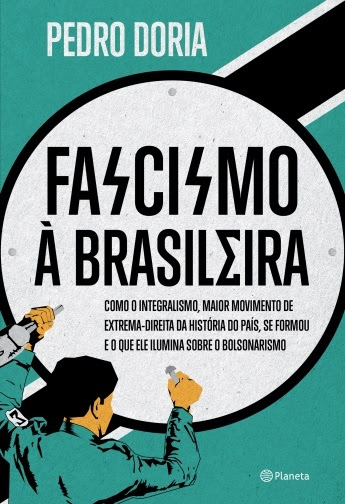 PEDRO DORIA
FASCISMO
À BRASILΣIRA
COMO O INTEGRALISMO, MAIOR MOVIMENTO DE
EXTREMA-DIREITA DA HISTÓRIA DO PAÍS, SE FORMOU
E O QUE ELE ILUMINA SOBRE O BOLSONARISMO
Planeta